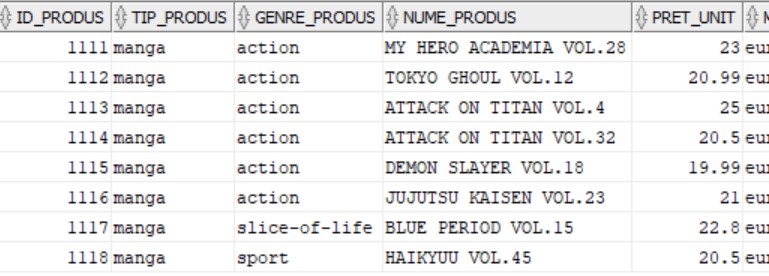 ID_PRODUS TIP_PRODUS GENRE_PRODUS NUME_PRODUS PRET_UNIT
1111 manga action MY HERO ACADEMIA VOL.28 23 eur
1112 manga action TOKYO GHOUL VOL.12 20.99 eur
1113 manga action ATTACK ON TITAN VOL.4 25 eur
1114 manga action ATTACK ON TITAN VOL.32 20.5 eur
1115 manga action DEMON SLAYER VOL.18 19.99 eur
1116 manga action JUJUTSU KAISEN VOL.23 21 eur
1117 manga slice-of-life BLUE PERIOD VOL.15 22.8 eur
1118 manga sport HAIKYUU VOL.45 20.5 eur